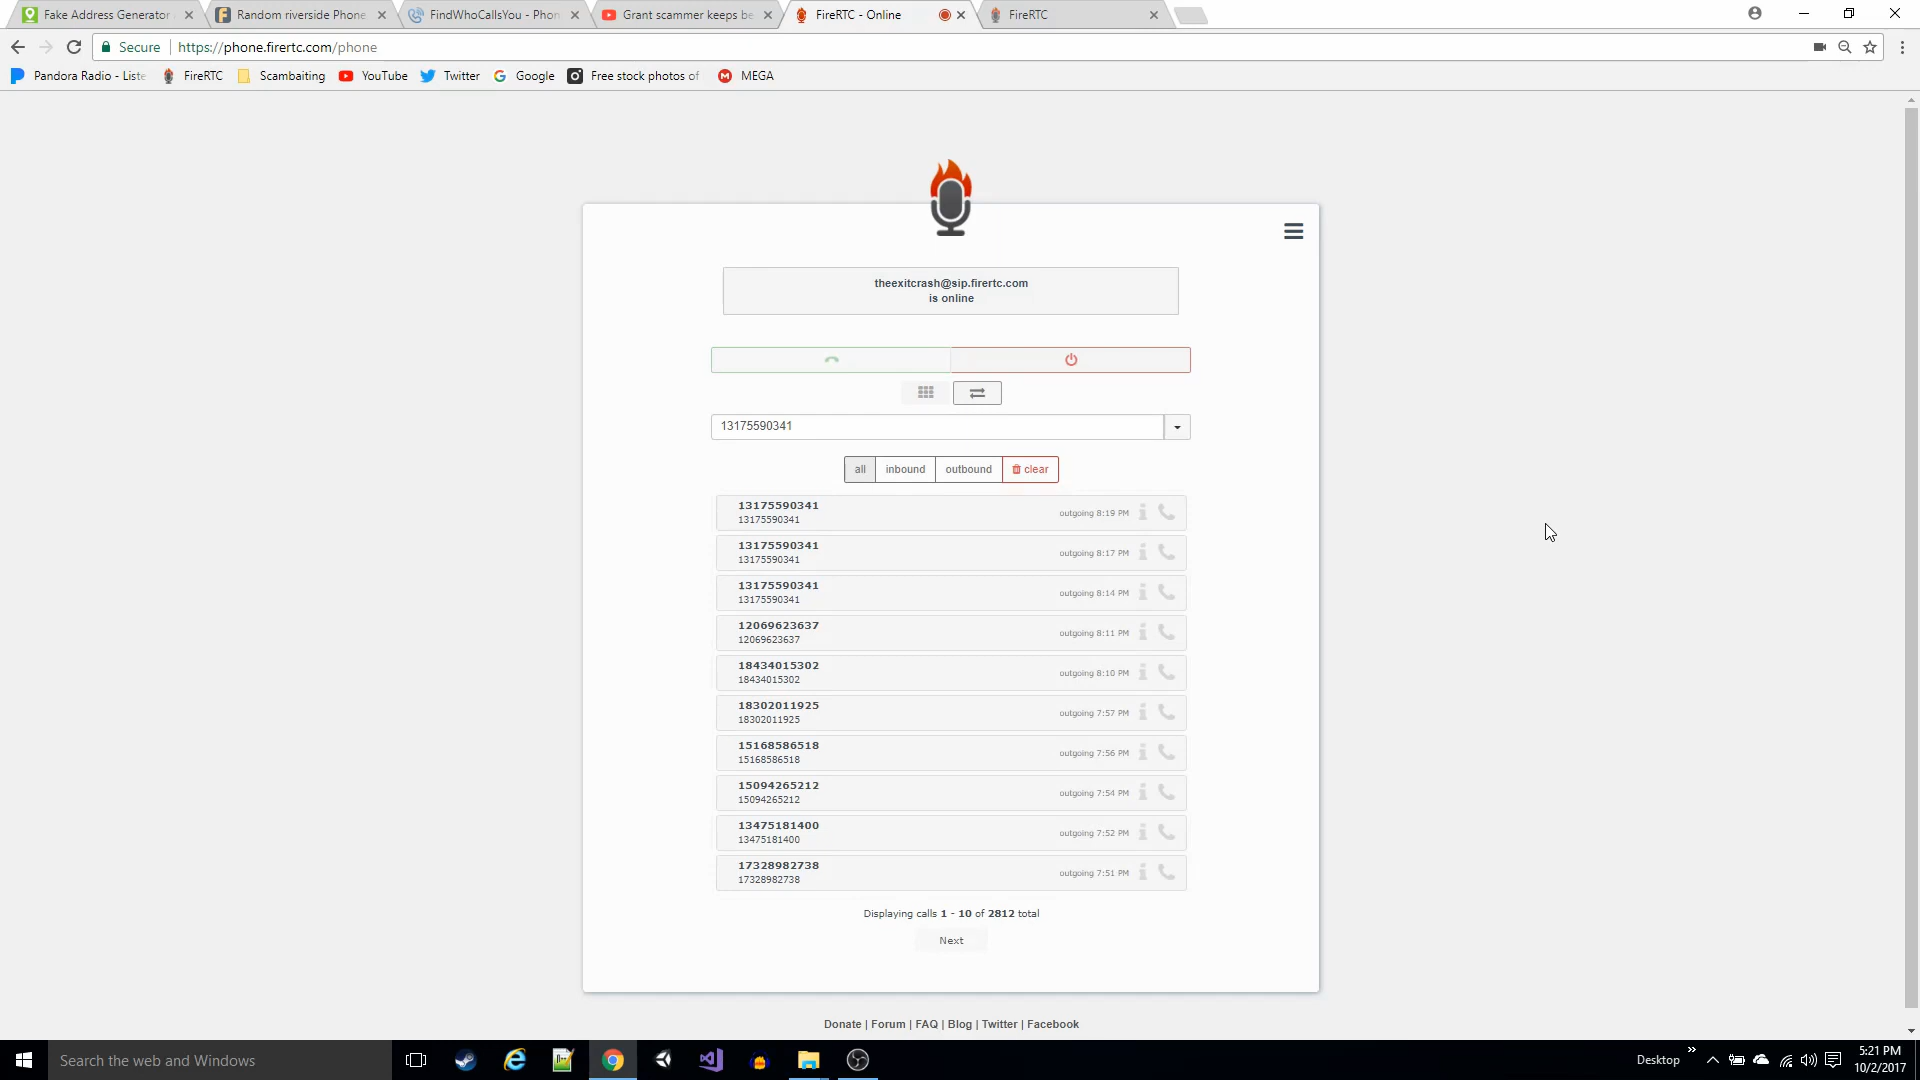 Fake Address Generator
Random riverside Phone
FindWhoCallsYou - Phon
Grant scammer keeps be
FireRTC - Online
FireRTC
Secure
https://phone.firertc.com/phone
Pandora Radio - Liste
FireRTC
Scambaiting
YouTube
Twitter
Google
Free stock photos of
MEGA
theexitcrash@sip.firertc.com
is online
13175590341
all
inbound
outbound
clear
13175590341
13175590341
outgoing 8:19 PM
13175590341
13175590341
outgoing 8:17 PM
13175590341
13175590341
outgoing 8:14 PM
12069623637
12069623637
outgoing 8:11 PM
18434015302
18434015302
outgoing 8:10 PM
18302011925
18302011925
outgoing 7:57 PM
15168586518
15168586518
outgoing 7:56 PM
15094265212
15094265212
outgoing 7:54 PM
13475181400
13475181400
outgoing 7:52 PM
17328982738
17328982738
outgoing 7:51 PM
Displaying calls 1 - 10 of 2812 total
Next
Donate | Forum | FAQ | Blog | Twitter | Facebook
Search the web and Windows
Desktop
5:21 PM
10/2/2017